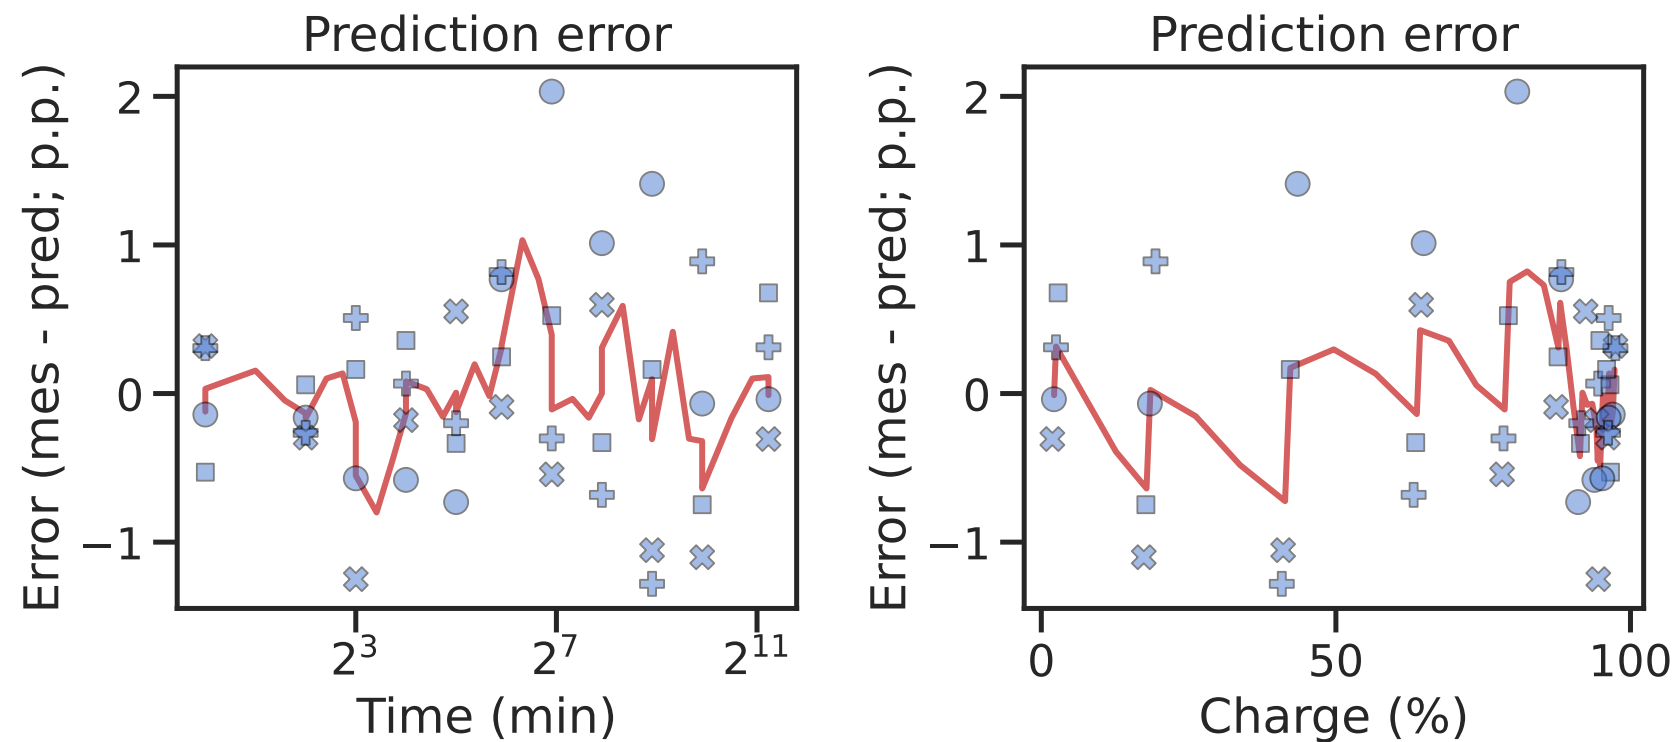 Prediction error
Error (mes - pred; p.p.)
2
1
0
−1
2³
2⁷
2¹¹
Time (min)
Prediction error
Error (mes - pred; p.p.)
2
1
0
−1
0
50
100
Charge (%)